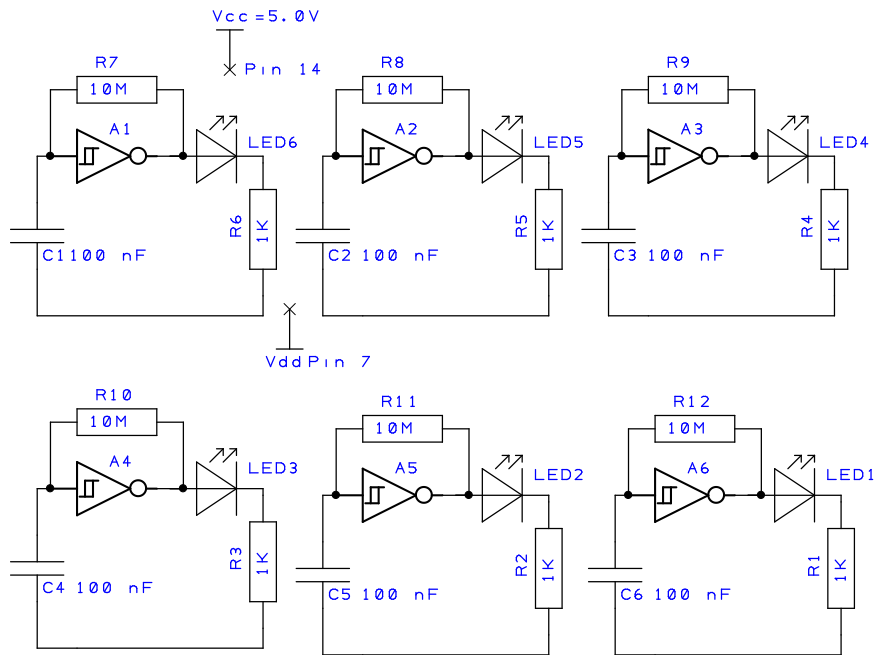 Vcc=5.0V
Pin 14
R7
10M
A1
LED6
R6
1K
C1 100 nF
R8
10M
A2
LED5
R5
1K
C2 100 nF
R9
10M
A3
LED4
R4
1K
C3 100 nF
Vdd Pin 7
R10
10M
A4
LED3
R3
1K
C4 100 nF
R11
10M
A5
LED2
R2
1K
C5 100 nF
R12
10M
A6
LED1
R1
1K
C6 100 nF